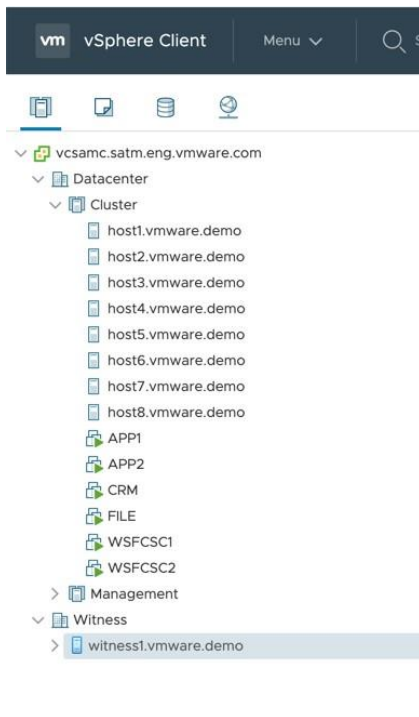 vm vSphere Client Menu
vcsamc.satm.eng.vmware.com
Datacenter
Cluster
host1.vmware.demo
host2.vmware.demo
host3.vmware.demo
host4.vmware.demo
host5.vmware.demo
host6.vmware.demo
host7.vmware.demo
host8.vmware.demo
APP1
APP2
CRM
FILE
WSFCSC1
WSFCSC2
Management
Witness
witness1.vmware.demo